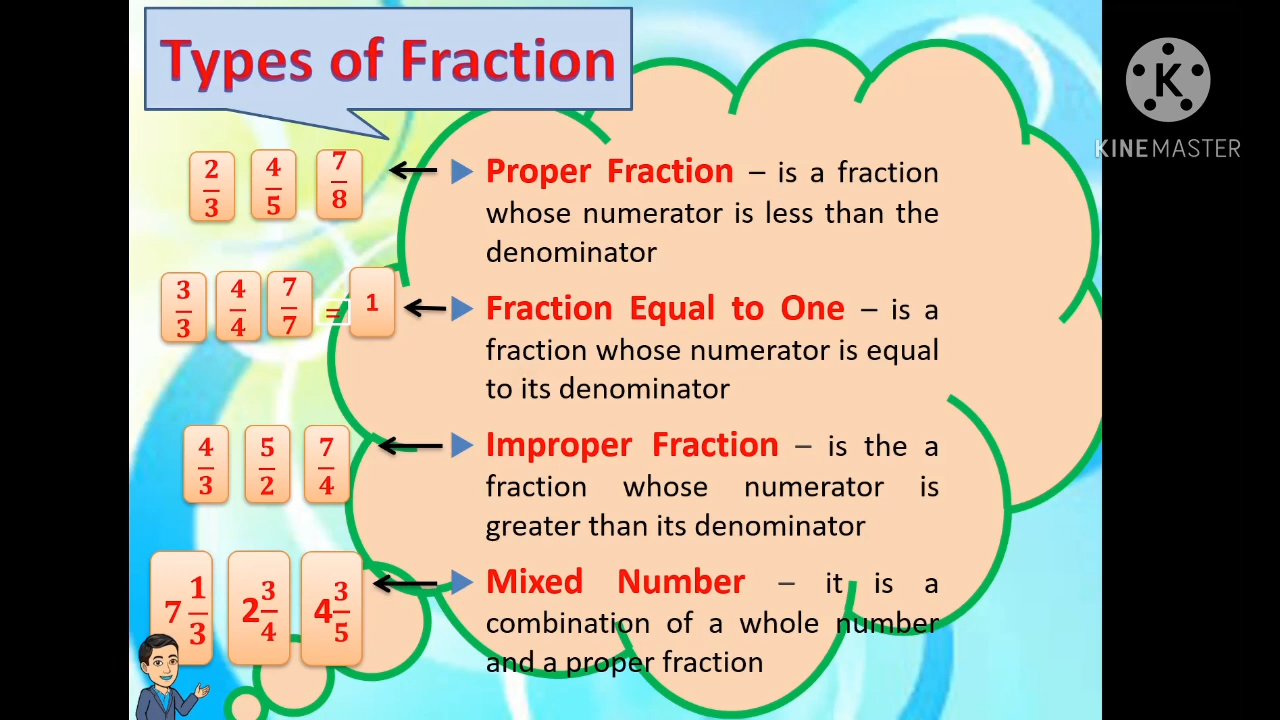 Types of Fraction
K
KINEMASTER
2/3 4/5 7/8
Proper Fraction – is a fraction
whose numerator is less than the
denominator
3/3 4/4 7/7 = 1
Fraction Equal to One – is a
fraction whose numerator is equal
to its denominator
4/3 5/2 7/4
Improper Fraction – is the a
fraction whose numerator is
greater than its denominator
7 1/3 2 3/4 4 3/5
Mixed Number – it is a
combination of a whole number
and a proper fraction